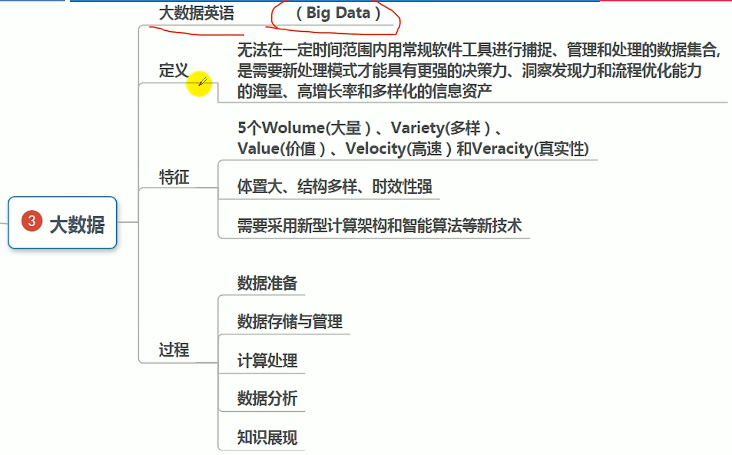 大数据英语 （Big Data）
定义
无法在一定时间范围内用常规软件工具进行捕捉、管理和处理的数据集合,
是需要新处理模式才能具有更强的决策力、洞察发现力和流程优化能力
的海量、高增长率和多样化的信息资产
特征
5个Wolume(大量）、Variety(多样）、
Value(价值）、Velocity(高速）和Veracity(真实性)
体置大、结构多样、时效性强
需要采用新型计算架构和智能算法等新技术
3 大数据
过程
数据准备
数据存储与管理
计算处理
数据分析
知识展现